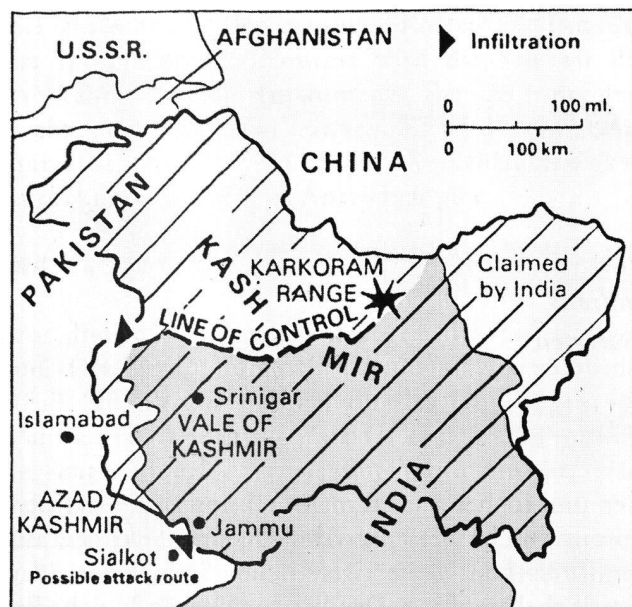 U.S.S.R.
AFGHANISTAN
Infiltration
0 100 ml.
0 100 km.
CHINA
PAKISTAN
KASH
MIR
KARKORAM
RANGE
Claimed
by India
LINE OF CONTROL
Srinigar
VALE OF
KASHMIR
Islamabad
AZAD
KASHMIR
INDIA
Jammu
Sialkot
Possible attack route